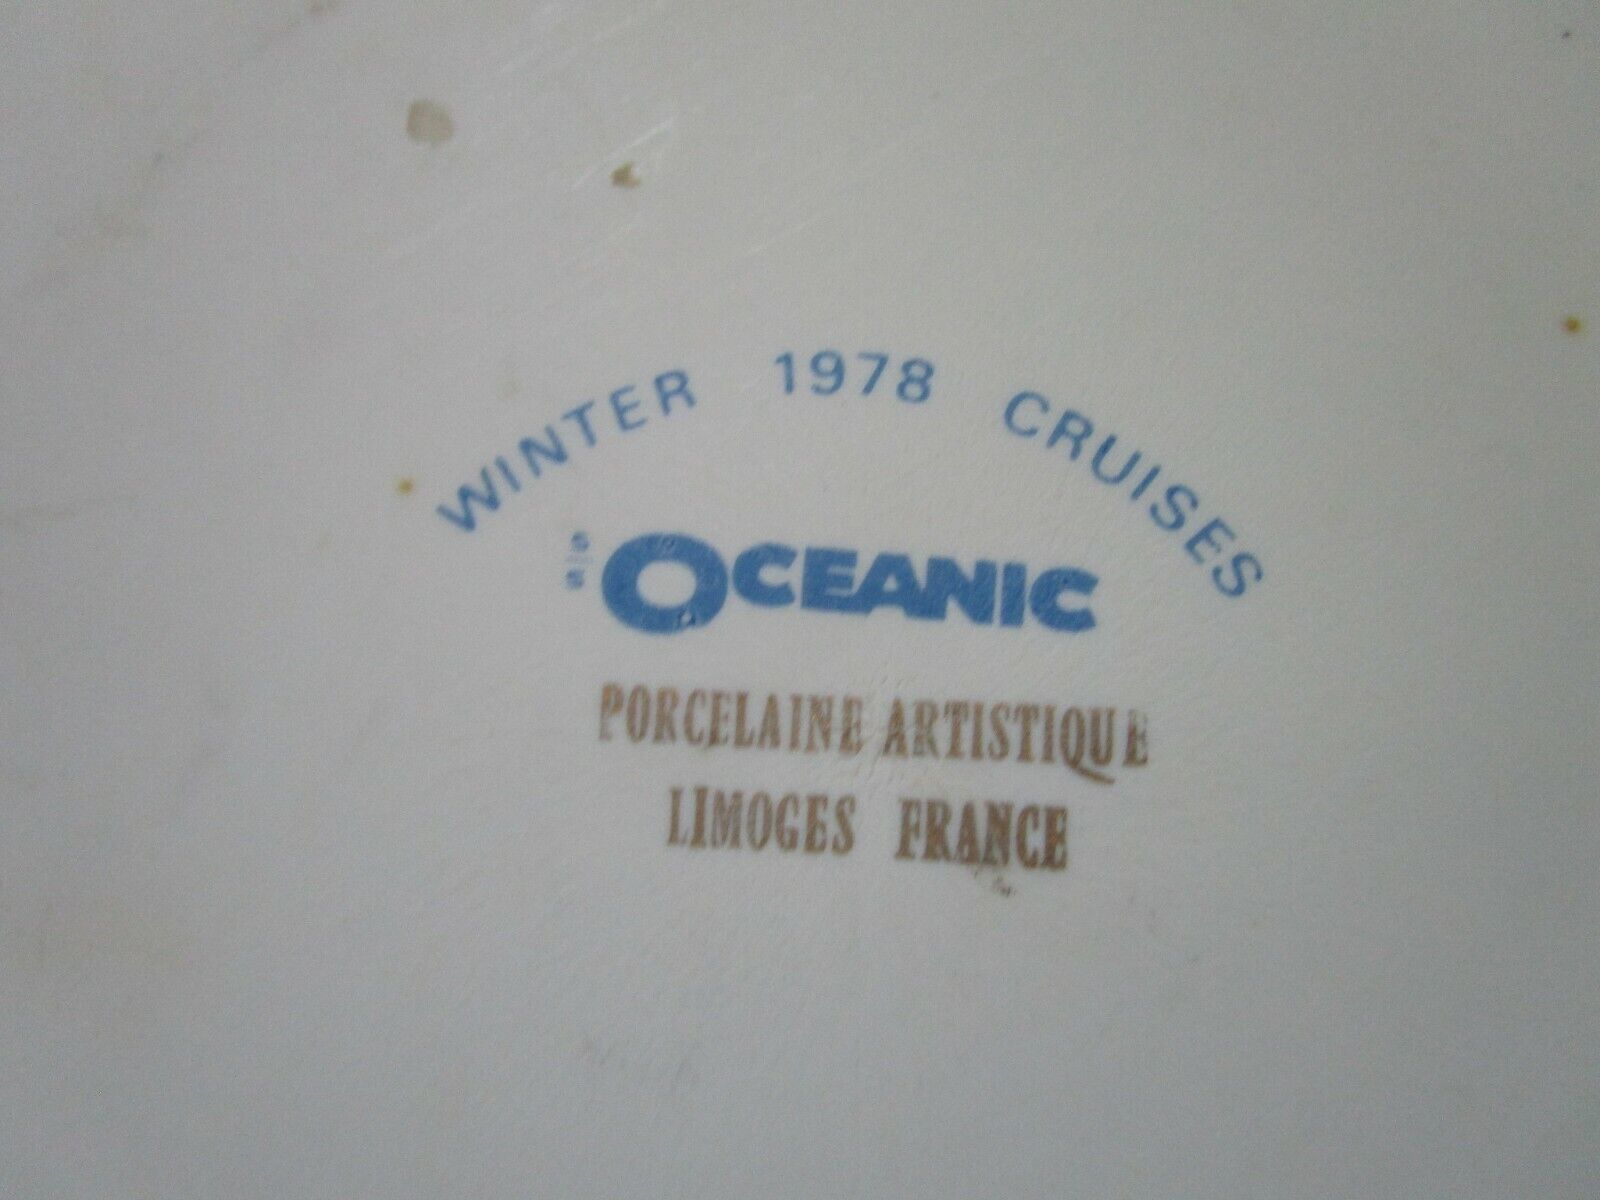 WINTER 1978 CRUISES
s/s OCEANIC
PORCELAINE ARTISTIQUE
LIMOGES FRANCE